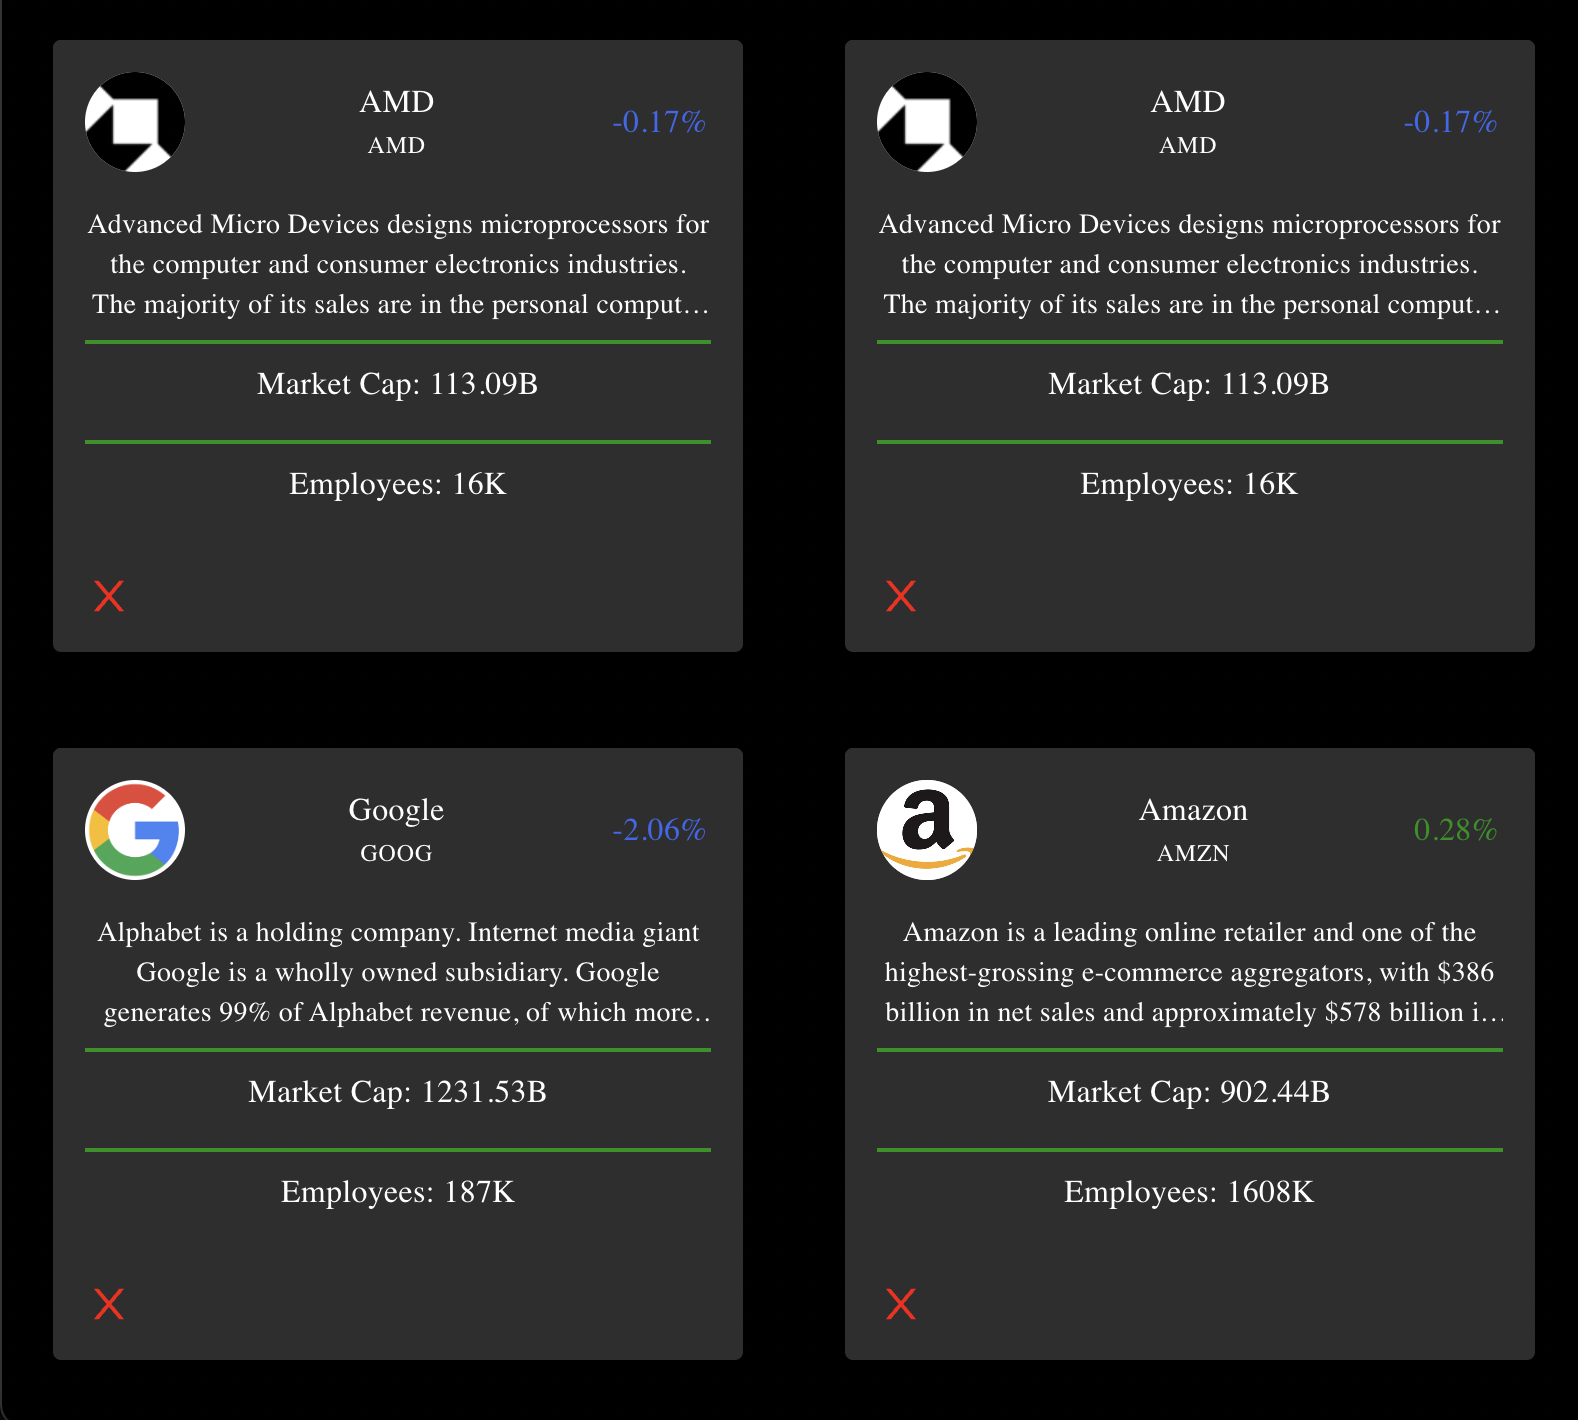 AMD
AMD
-0.17%
Advanced Micro Devices designs microprocessors for
the computer and consumer electronics industries.
The majority of its sales are in the personal comput…
Market Cap: 113.09B
Employees: 16K
X
AMD
AMD
-0.17%
Advanced Micro Devices designs microprocessors for
the computer and consumer electronics industries.
The majority of its sales are in the personal comput…
Market Cap: 113.09B
Employees: 16K
X
Google
GOOG
-2.06%
Alphabet is a holding company. Internet media giant
Google is a wholly owned subsidiary. Google
generates 99% of Alphabet revenue, of which more..
Market Cap: 1231.53B
Employees: 187K
X
Amazon
AMZN
0.28%
Amazon is a leading online retailer and one of the
highest-grossing e-commerce aggregators, with $386
billion in net sales and approximately $578 billion i…
Market Cap: 902.44B
Employees: 1608K
X